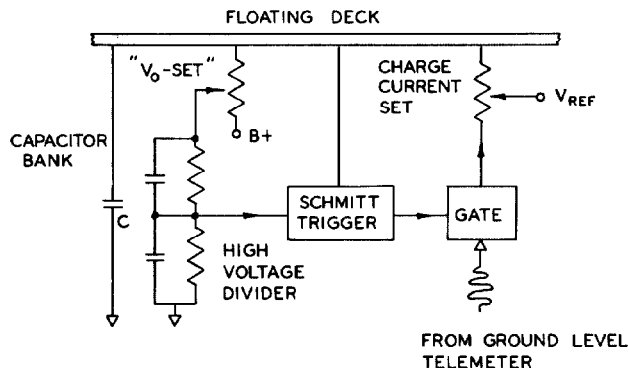 FLOATING DECK
"V₀-SET"
CHARGE
CURRENT
SET
V_REF
B+
CAPACITOR
BANK
C
SCHMITT
TRIGGER
GATE
HIGH
VOLTAGE
DIVIDER
FROM GROUND LEVEL
TELEMETER